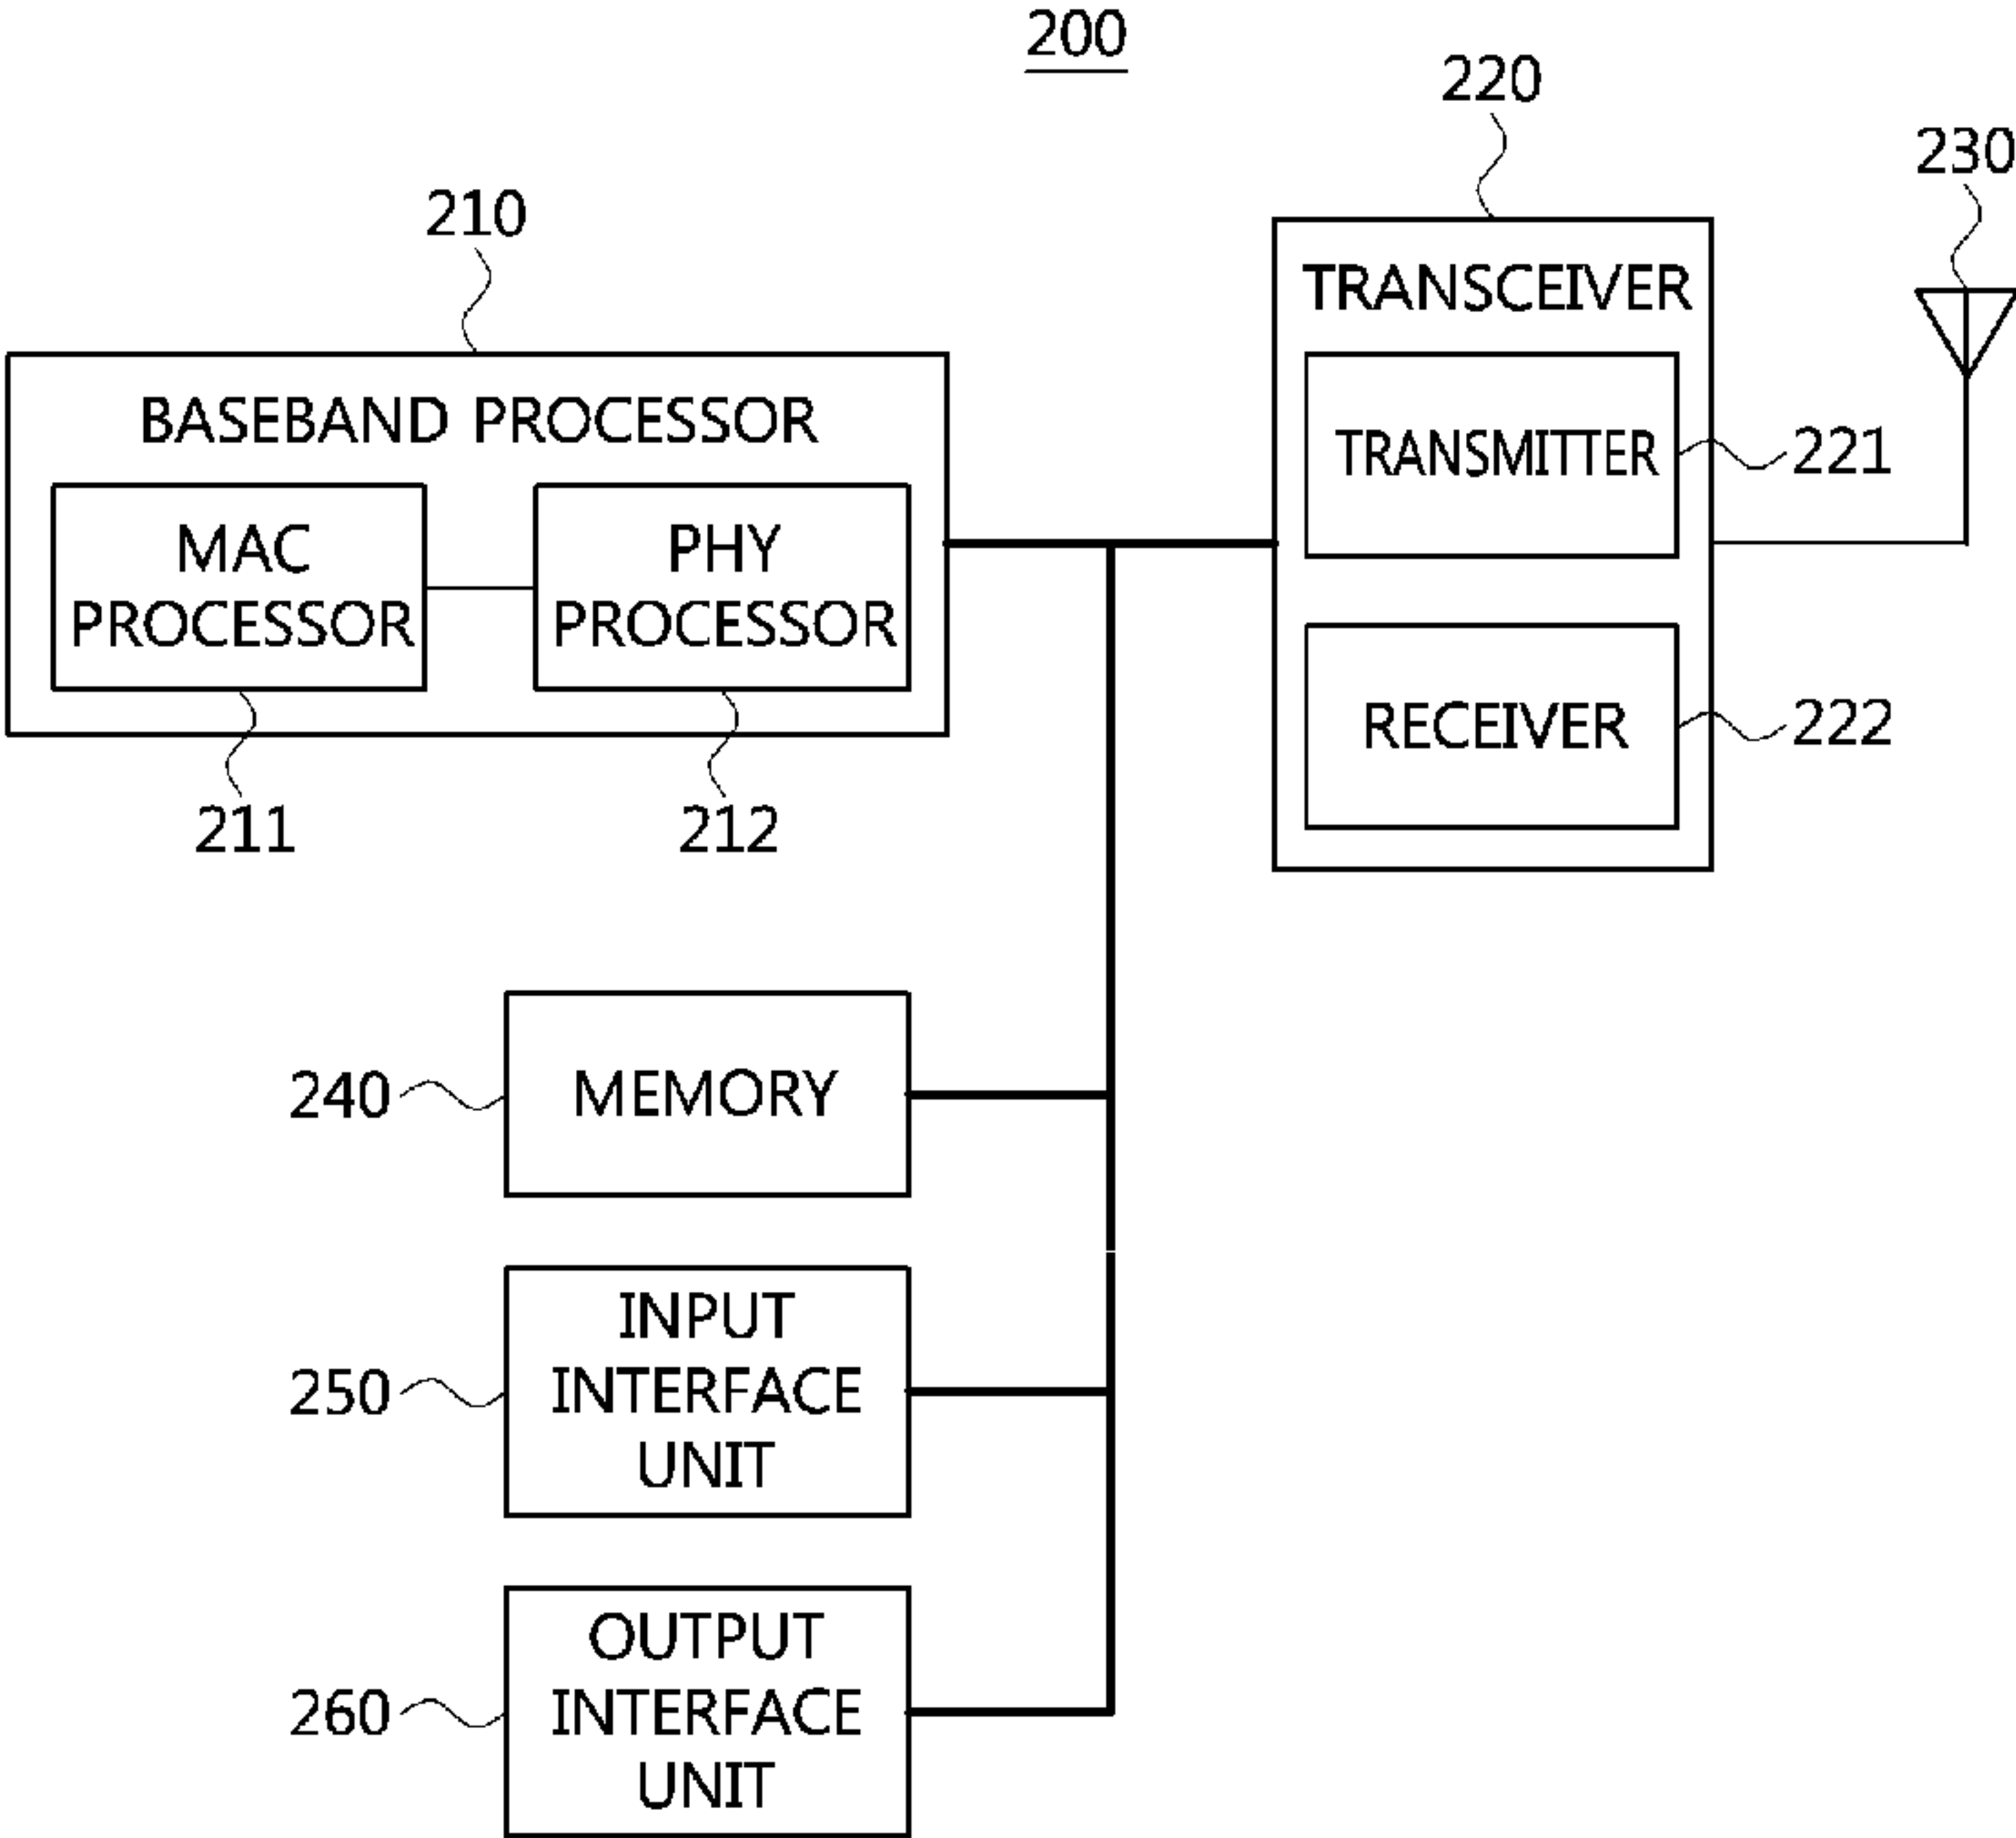 200
220
230
210
TRANSCEIVER
BASEBAND PROCESSOR
TRANSMITTER
221
MAC
PROCESSOR
PHY
PROCESSOR
RECEIVER
222
211
212
MEMORY
240
INPUT
INTERFACE
UNIT
250
OUTPUT
INTERFACE
UNIT
260